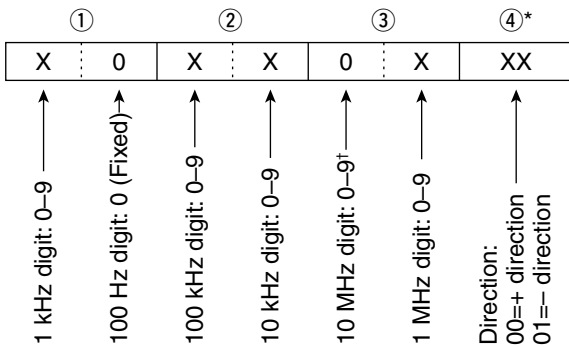 ① ② ③ ④*
X 0 X X 0 X XX
1 kHz digit: 0–9
100 Hz digit: 0 (Fixed)
100 kHz digit: 0–9
10 kHz digit: 0–9
10 MHz digit: 0–9†
1 MHz digit: 0–9
Direction:
00=+ direction
01=– direction